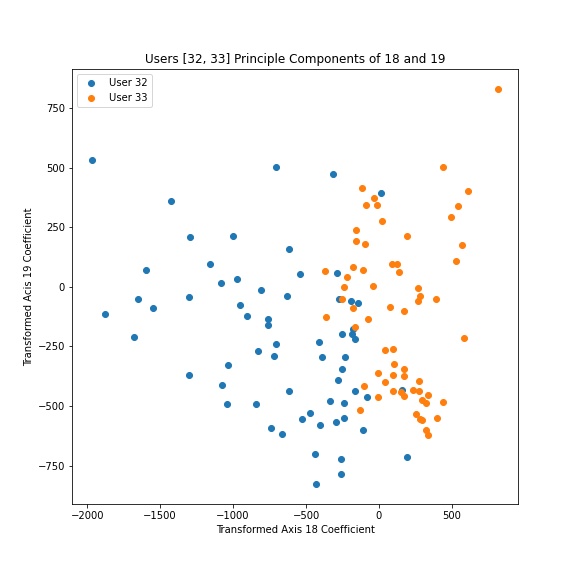 Users [32, 33] Principle Components of 18 and 19
User 32
User 33
Transformed Acis 19 Coefficient
750
500
250
0
−250
−500
−750
−2000 −1500 −1000 −500 0 500
Transformed Axis 18 Coefficient